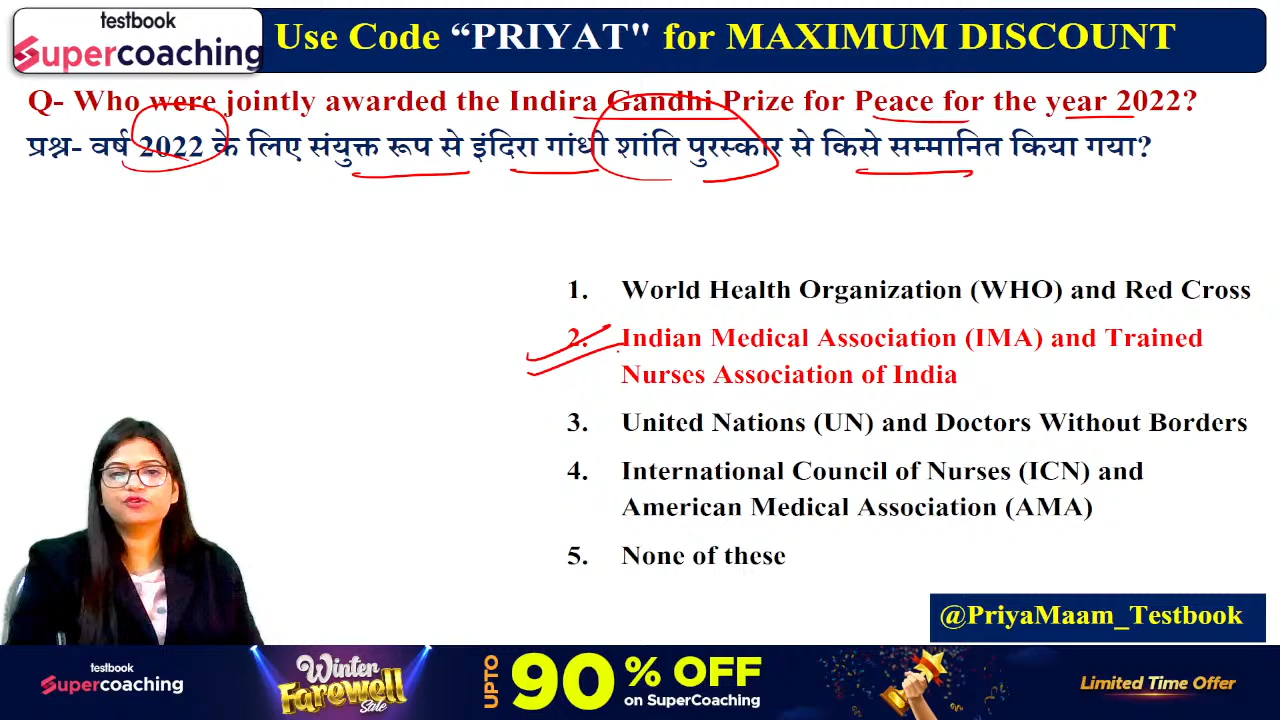 testbook
Supercoaching
Use Code “PRIYAT" for MAXIMUM DISCOUNT
Q- Who were jointly awarded the Indira Gandhi Prize for Peace for the year 2022?
प्रश्न- वर्ष 2022 के लिए संयुक्त रूप से इंदिरा गांधी शांति पुरस्कार से किसे सम्मानित किया गया?
1. World Health Organization (WHO) and Red Cross
2. Indian Medical Association (IMA) and Trained
Nurses Association of India
3. United Nations (UN) and Doctors Without Borders
4. International Council of Nurses (ICN) and
American Medical Association (AMA)
5. None of these
@PriyaMaam_Testbook
testbook
Supercoaching
Winter
Farewell
Sale
UPTO 90% OFF
on SuperCoaching
Limited Time Offer